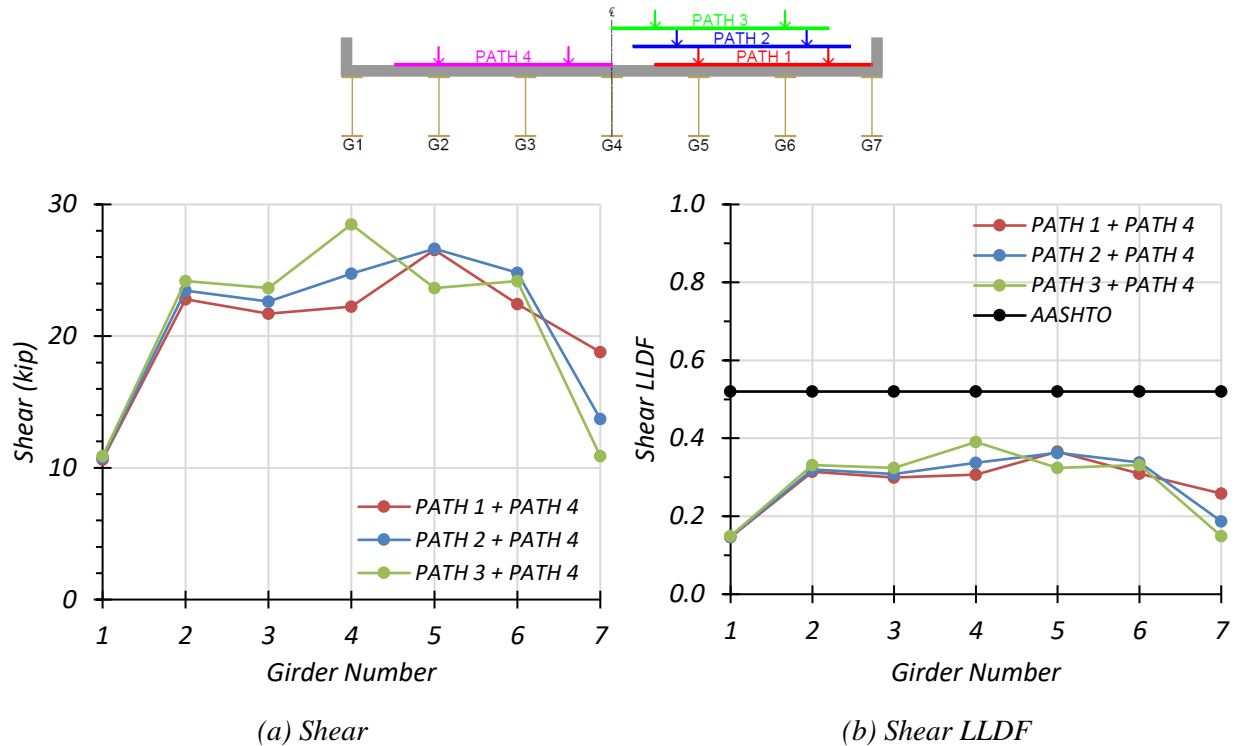 ℄
PATH 3
PATH 2
PATH 4
PATH 1
G1 G2 G3 G4 G5 G6 G7
30
20
10
0
Shear (kip)
PATH 1 + PATH 4
PATH 2 + PATH 4
PATH 3 + PATH 4
1 2 3 4 5 6 7
Girder Number
(a) Shear
1.0
0.8
0.6
0.4
0.2
0.0
Shear LLDF
PATH 1 + PATH 4
PATH 2 + PATH 4
PATH 3 + PATH 4
AASHTO
1 2 3 4 5 6 7
Girder Number
(b) Shear LLDF